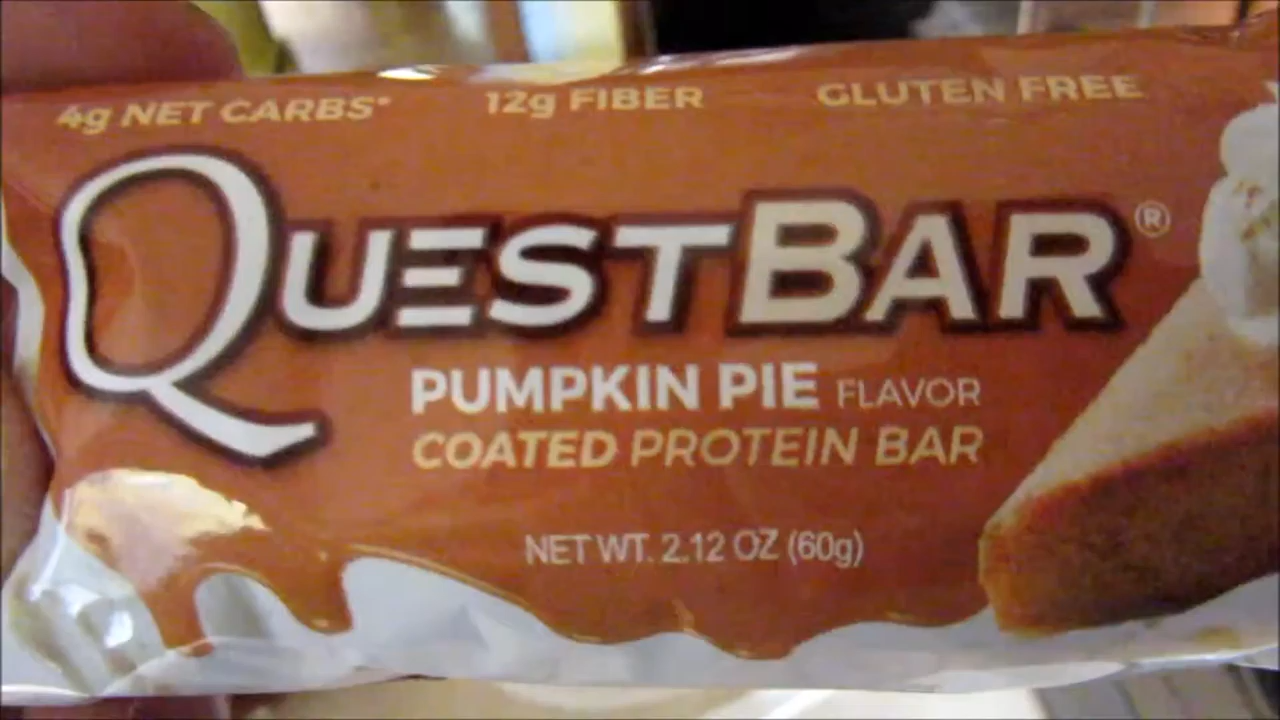 4g NET CARBS* 12g FIBER GLUTEN FREE
QUESTBAR®
PUMPKIN PIE FLAVOR
COATED PROTEIN BAR
NET WT. 2.12 OZ (60g)